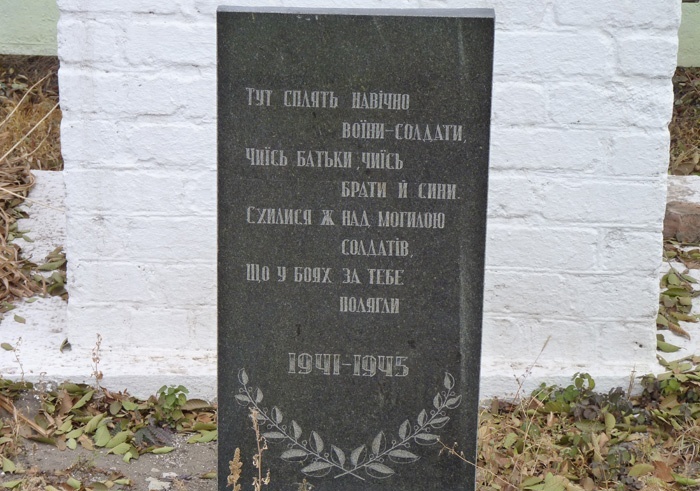 Тут сплять навічно
воїни-солдати,
Чиїсь батьки, чиїсь
брати й сини.
Схилися ж над могилою
солдатів,
Що у боях за тебе
полягли
1941-1945